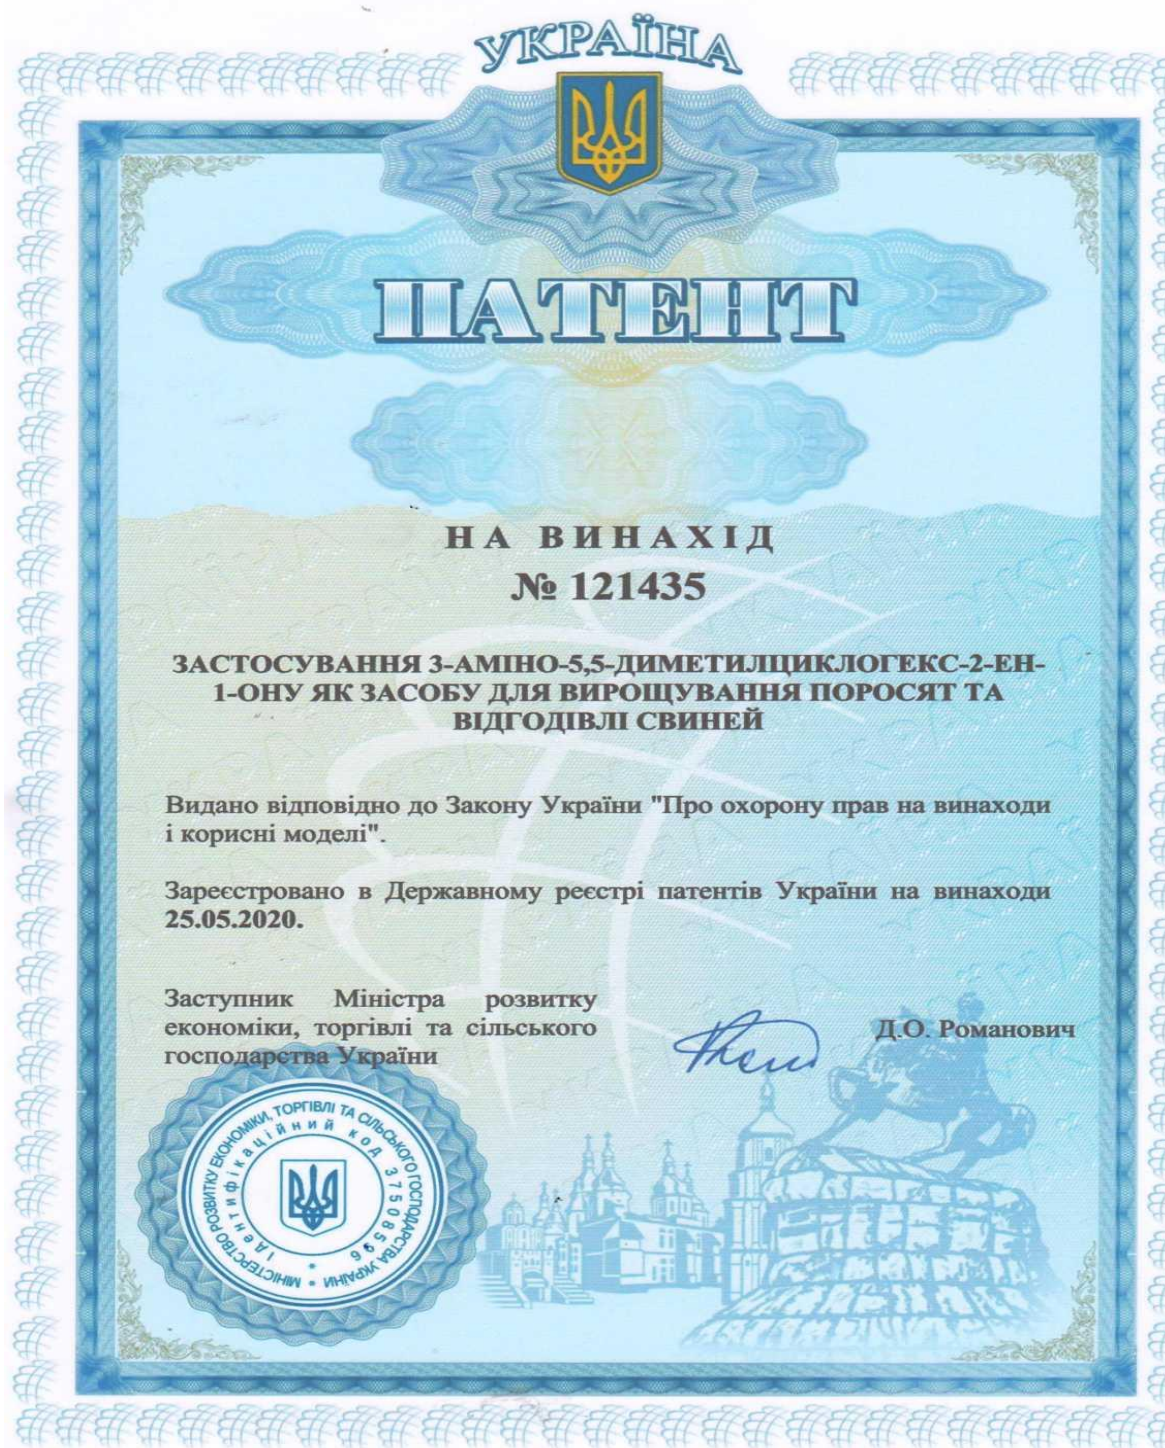 УКРАЇНА
ПАТЕНТ
НА ВИНАХІД
№ 121435
ЗАСТОСУВАННЯ 3-АМІНО-5,5-ДИМЕТИЛЦИКЛОГЕКС-2-ЕН-
1-ОНУ ЯК ЗАСОБУ ДЛЯ ВИРОЩУВАННЯ ПОРОСЯТ ТА
ВІДГОДІВЛІ СВИНЕЙ
Видано відповідно до Закону України "Про охорону прав на винаходи
і корисні моделі".
Зареєстровано в Державному реєстрі патентів України на винаходи
25.05.2020.
Заступник Міністра розвитку
економіки, торгівлі та сільського
господарства України
Д.О. Романович
МІНІСТЕРСТВО РОЗВИТКУ ЕКОНОМІКИ, ТОРГІВЛІ ТА СІЛЬСЬКОГО ГОСПОДАРСТВА УКРАЇНИ *
Ідентифікаційний код 37508596 *